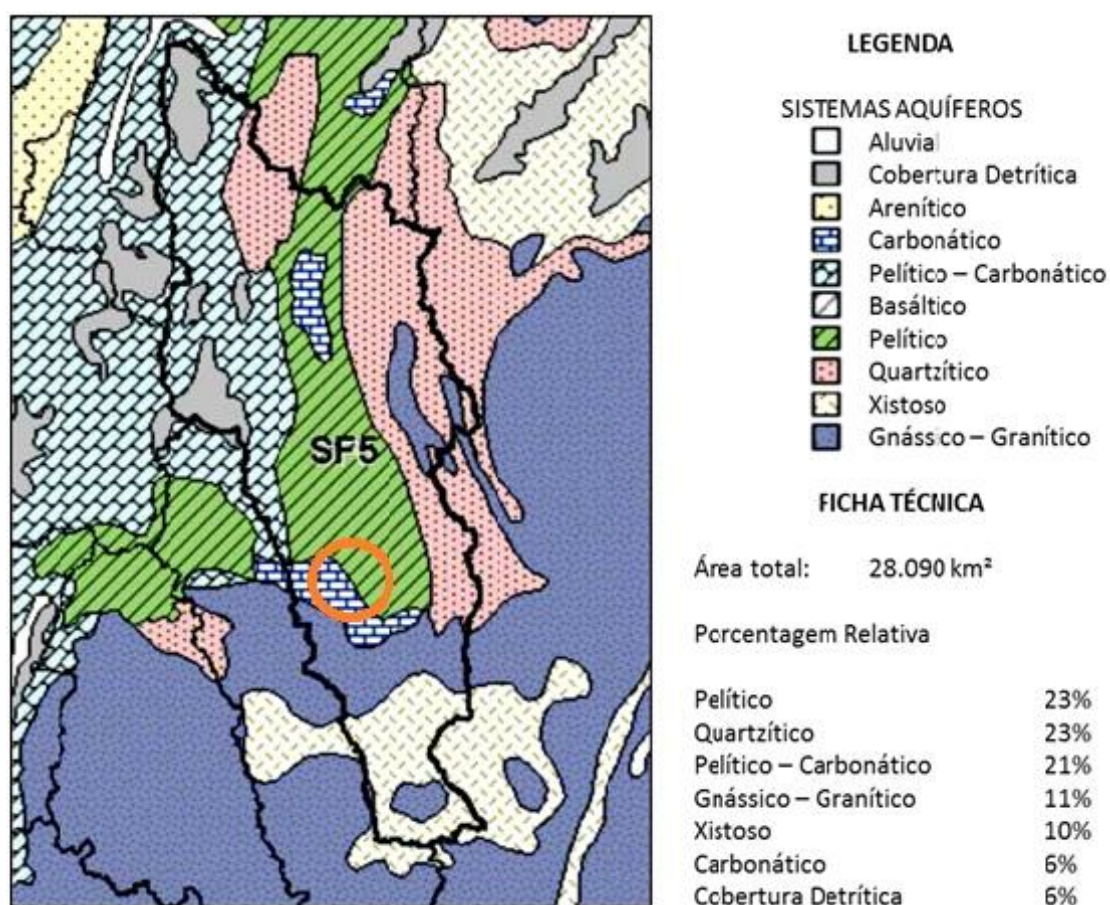 SF5
LEGENDA
SISTEMAS AQUÍFEROS
Aluvial
Cobertura Detrítica
Arenítico
Carbonático
Pelítico – Carbonático
Basáltico
Pelítico
Quartzítico
Xistoso
Gnássico – Granítico
FICHA TÉCNICA
Área total: 28.090 km²
Porcentagem Relativa
Pelítico 23%
Quartzítico 23%
Pelítico – Carbonático 21%
Gnássico – Granítico 11%
Xistoso 10%
Carbonático 6%
Cobertura Detrítica 6%